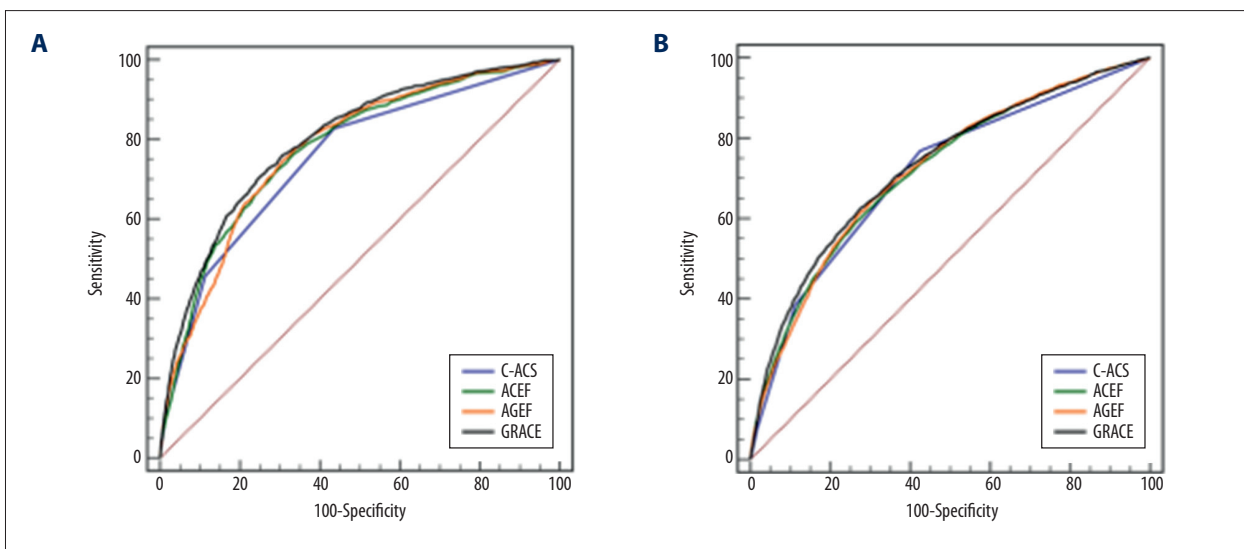 A
100
80
60
40
20
0
Sensitivity
0 20 40 60 80 100
100-Specificity
C-ACS
ACEF
AGEF
GRACE
B
100
80
60
40
20
0
Sensitivity
0 20 40 60 80 100
100-Specificity
C-ACS
ACEF
AGEF
GRACE